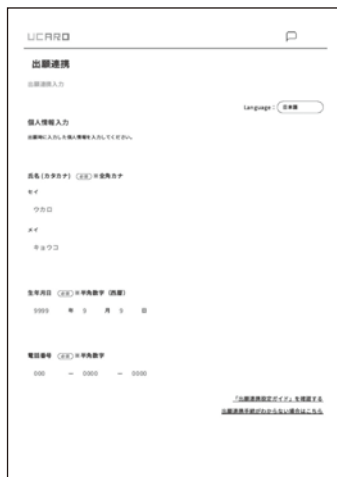 UCARO
出願連携
出願連携入力
Language : 日本語
個人情報入力
出願時に入力した個人情報を入力してください。
氏名(カタカナ) 必須 ※全角カナ
セイ
ウカロ
メイ
キョウコ
生年月日 必須 ※半角数字 (西暦)
9999 年 9 月 9 日
電話番号 必須 ※半角数字
000 — 0000 — 0000
「出願連携設定ガイド」を確認する
出願連携手続がわからない場合はこちら